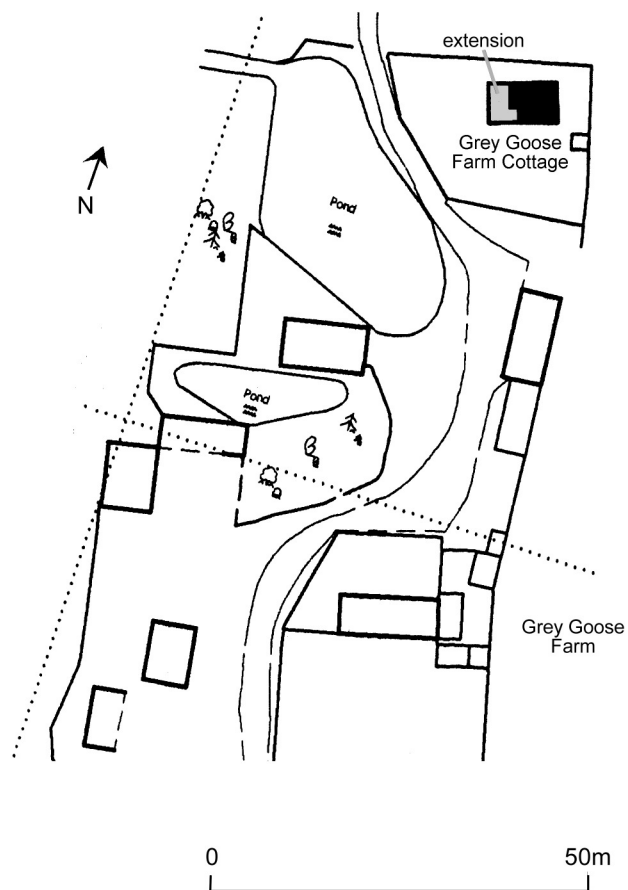 extension
Grey Goose
Farm Cottage
N
Pond
Pond
Grey Goose
Farm
0 50m